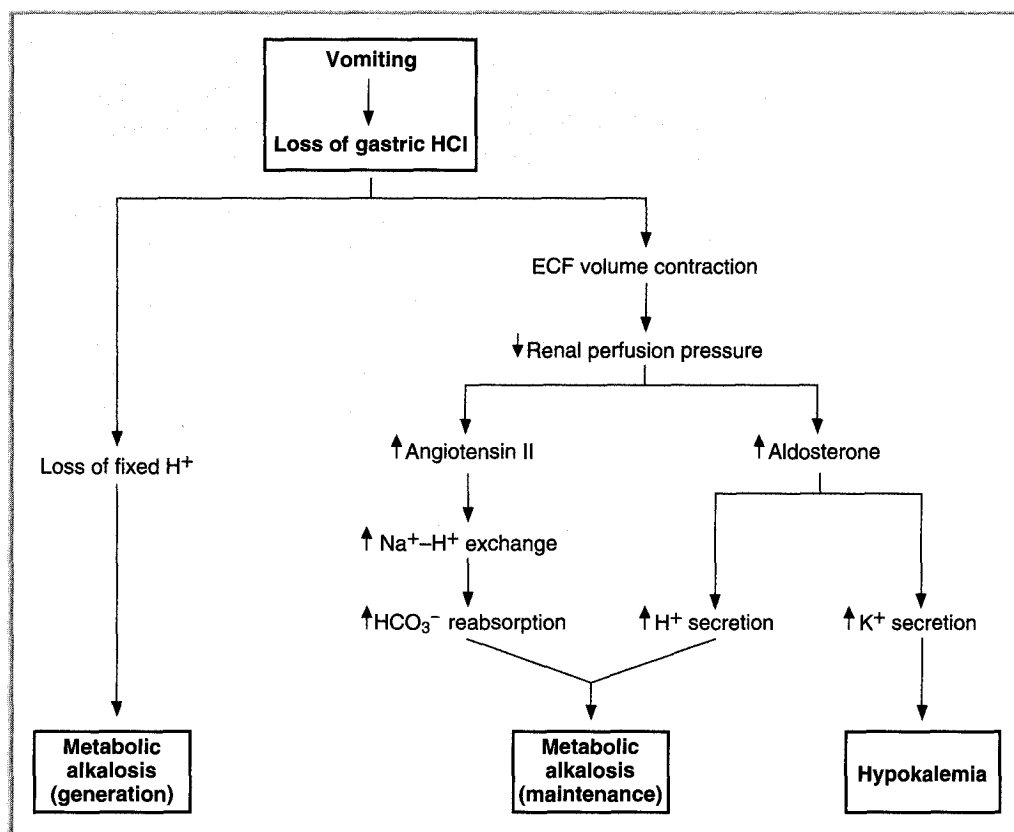 Vomiting
Loss of gastric HCl
ECF volume contraction
↓Renal perfusion pressure
↑Angiotensin II
↑Aldosterone
Loss of fixed H⁺
↑Na⁺–H⁺ exchange
↑HCO₃⁻ reabsorption
↑H⁺ secretion
↑K⁺ secretion
Metabolic
alkalosis
(generation)
Metabolic
alkalosis
(maintenance)
Hypokalemia